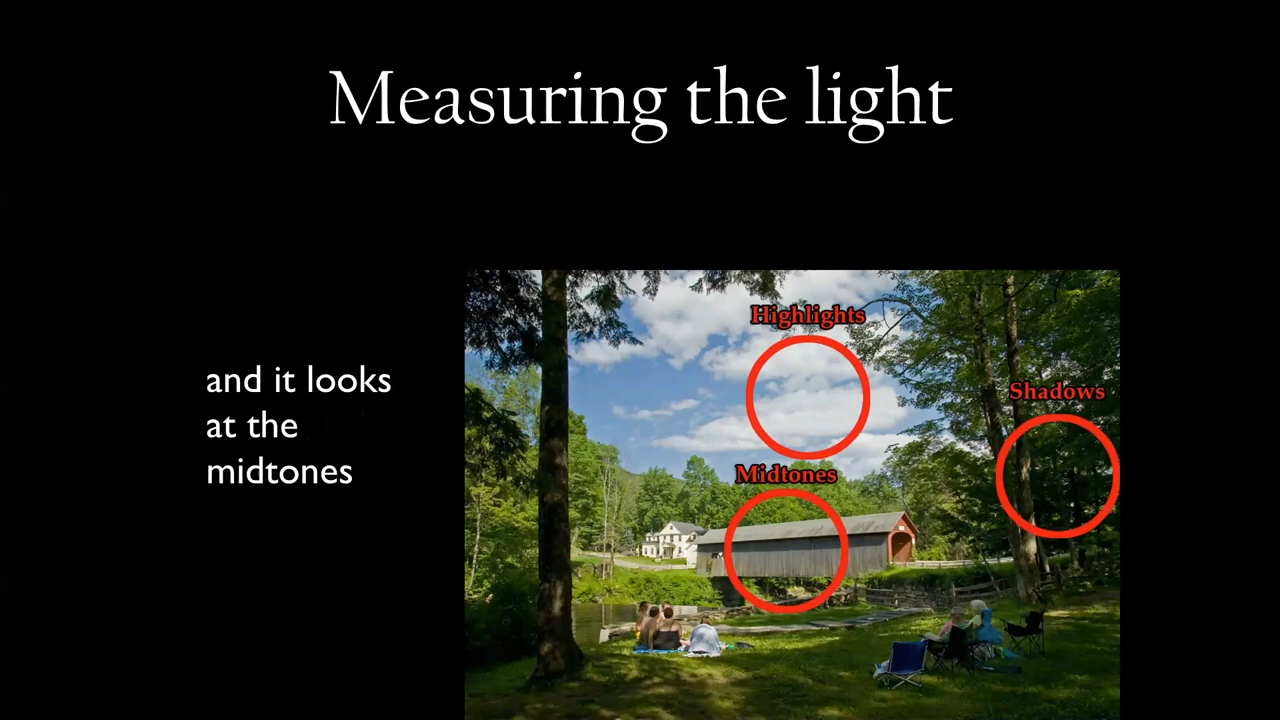 Measuring the light
and it looks
at the
midtones
Highlights
Shadows
Midtones